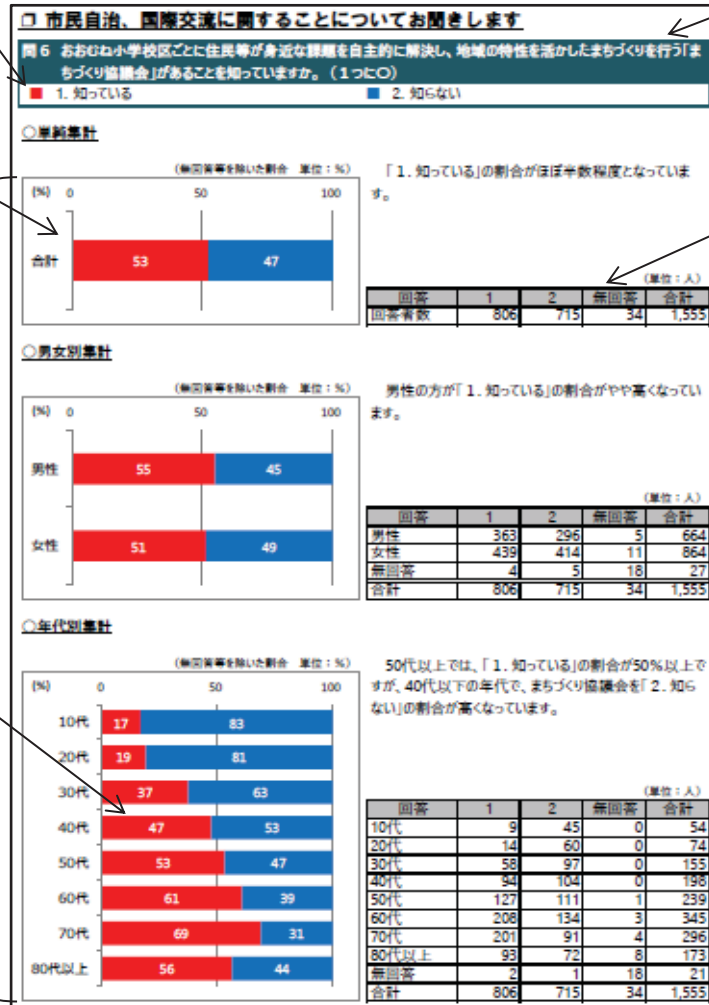 ❒ 市民自治、国際交流に関することについてお聞きします
問6 おおむね小学校区ごとに住民等が身近な課題を自主的に解決し、地域の特性を活かしたまちづくりを行う「ま
ちづくり協議会」があることを知っていますか。（1つに○）
1. 知っている 2. 知らない
○単純集計
（無回答等を除いた割合 単位：%）
(%) 0 50 100
合計 53 47
「1. 知っている」の割合がほぼ半数程度となっていま
す。
（単位：人）
回答 1 2 無回答 合計
回答者数 806 715 34 1,555
○男女別集計
（無回答等を除いた割合 単位：%）
(%) 0 50 100
男性 55 45
女性 51 49
男性の方が「1. 知っている」の割合がやや高くなってい
ます。
（単位：人）
回答 1 2 無回答 合計
男性 363 296 5 664
女性 439 414 11 864
無回答 4 5 18 27
合計 806 715 34 1,555
○年代別集計
（無回答等を除いた割合 単位：%）
(%) 0 50 100
10代 17 83
20代 19 81
30代 37 63
40代 47 53
50代 53 47
60代 61 39
70代 69 31
80代以上 56 44
50代以上では、「1. 知っている」の割合が50%以上で
すが、40代以下の年代で、まちづくり協議会を「2. 知ら
ない」の割合が高くなっています。
（単位：人）
回答 1 2 無回答 合計
10代 9 45 0 54
20代 14 60 0 74
30代 58 97 0 155
40代 94 104 0 198
50代 127 111 1 239
60代 208 134 3 345
70代 201 91 4 296
80代以上 93 72 8 173
無回答 2 1 18 21
合計 806 715 34 1,555